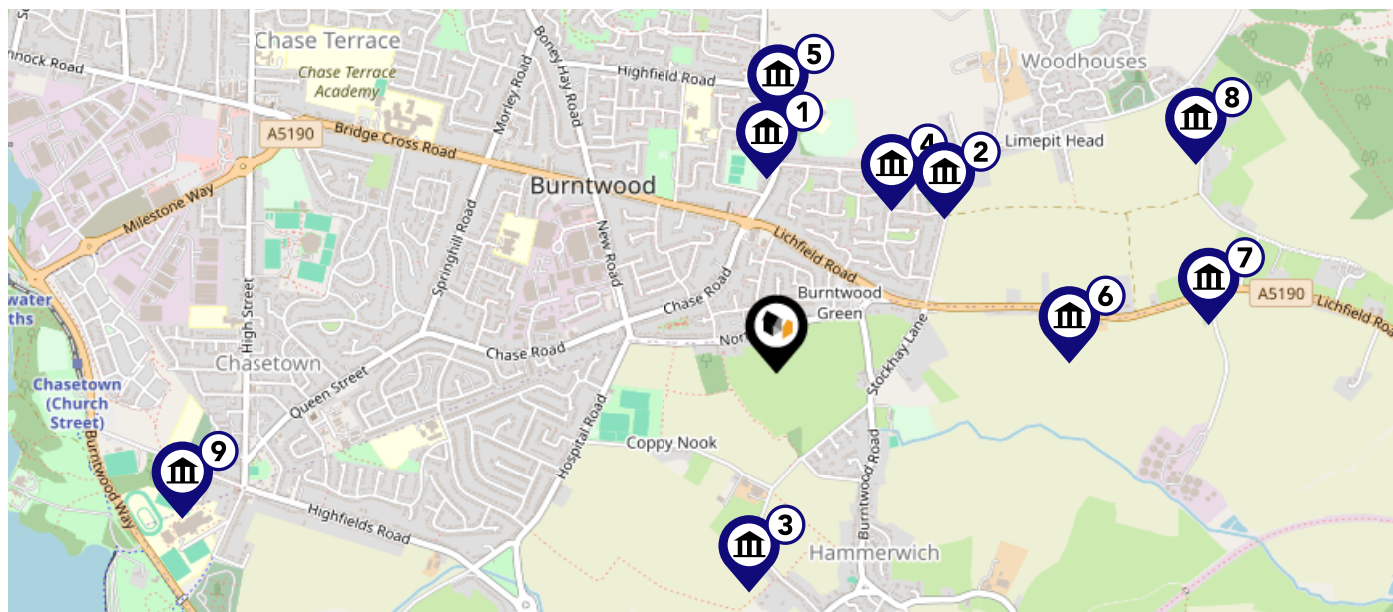 Chase Terrace
Chase Terrace
Academy
nnock Road
A5190
Bridge Cross Road
Morley Road
Boney Hay Road
Highfield Road
5
1
4
2
8
Woodhouses
Limepit Head
Burntwood
Milestone Way
Springhill Road
New Road
Lichfield Road
Chase Road
Burntwood
Green
6
7
A5190
Lichfield Roa
water
ths
High Street
Chasetown
Chase Road
Queen Street
Nor
Stockhay Lane
Chasetown
(Church
Street)
Burntwood Way
9
Hospital Road
Coppy Nook
Burntwood Road
Highfields Road
3
Hammerwich